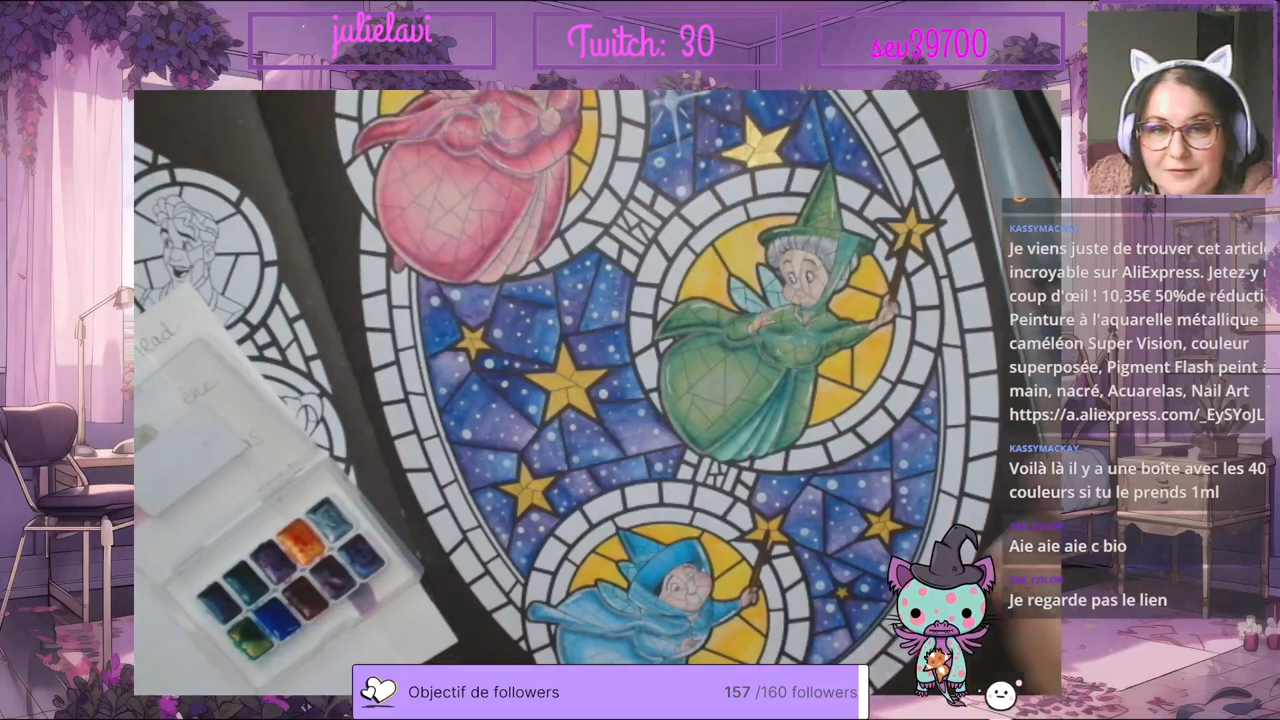 julielavi
Twitch: 30
sev39700
KASSYMACKAY
Je viens juste de trouver cet article
incroyable sur AliExpress. Jetez-y
coup d'œil ! 10,35€ 50%de réducti
Peinture à l'aquarelle métallique
caméléon Super Vision, couleur
superposée, Pigment Flash peint à
main, nacré, Acuarelas, Nail Art
https://a.aliexpress.com/_EySYoJL
KASSYMACKAY
Voilà là il y a une boîte avec les 40
couleurs si tu le prends 1ml
Aie aie aie c bio
Je regarde pas le lien
Objectif de followers
157 /160 followers